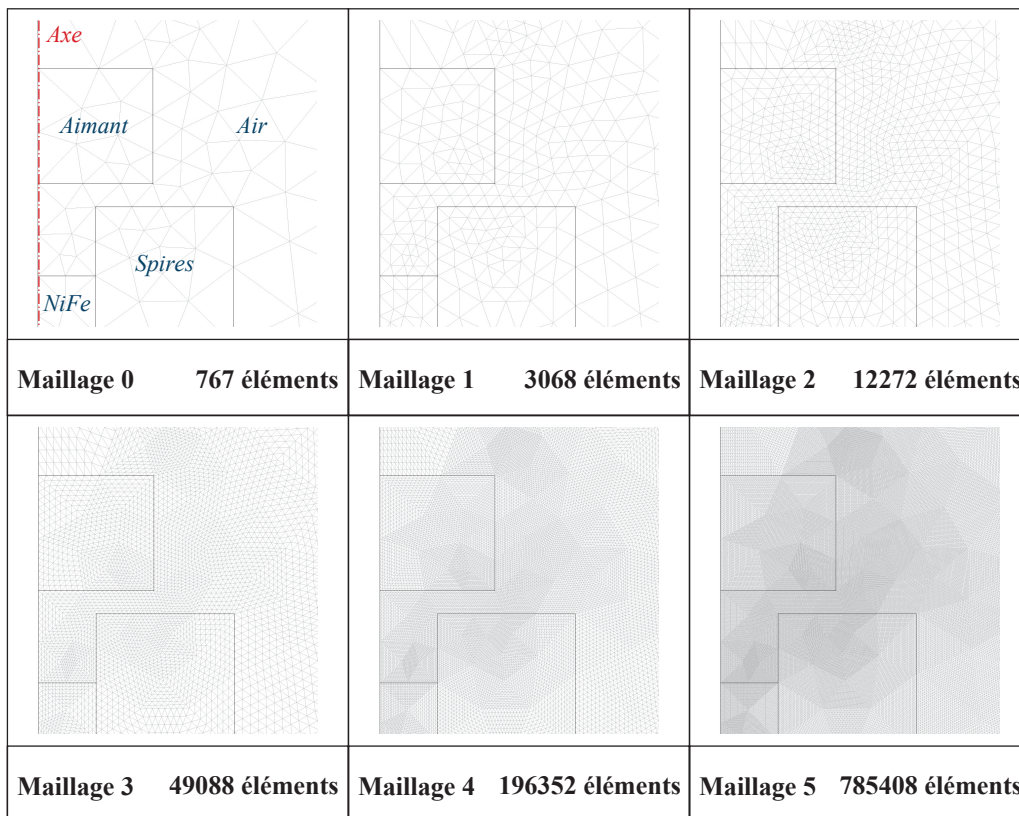 Axe
Aimant
Air
Spires
NiFe
Maillage 0 767 éléments
Maillage 1 3068 éléments
Maillage 2 12272 éléments
Maillage 3 49088 éléments
Maillage 4 196352 éléments
Maillage 5 785408 éléments